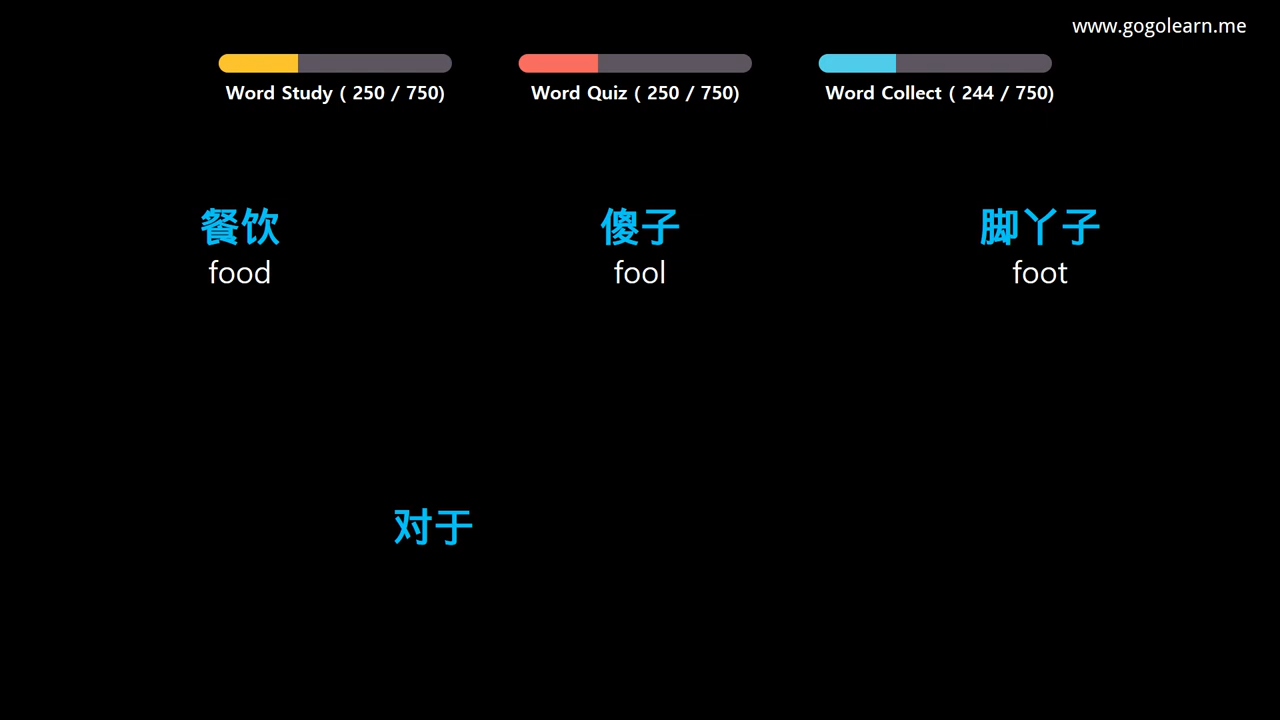 www.gogolearn.me
Word Study ( 250 / 750)
Word Quiz ( 250 / 750)
Word Collect ( 244 / 750)
餐饮
food
傻子
fool
脚丫子
foot
对于